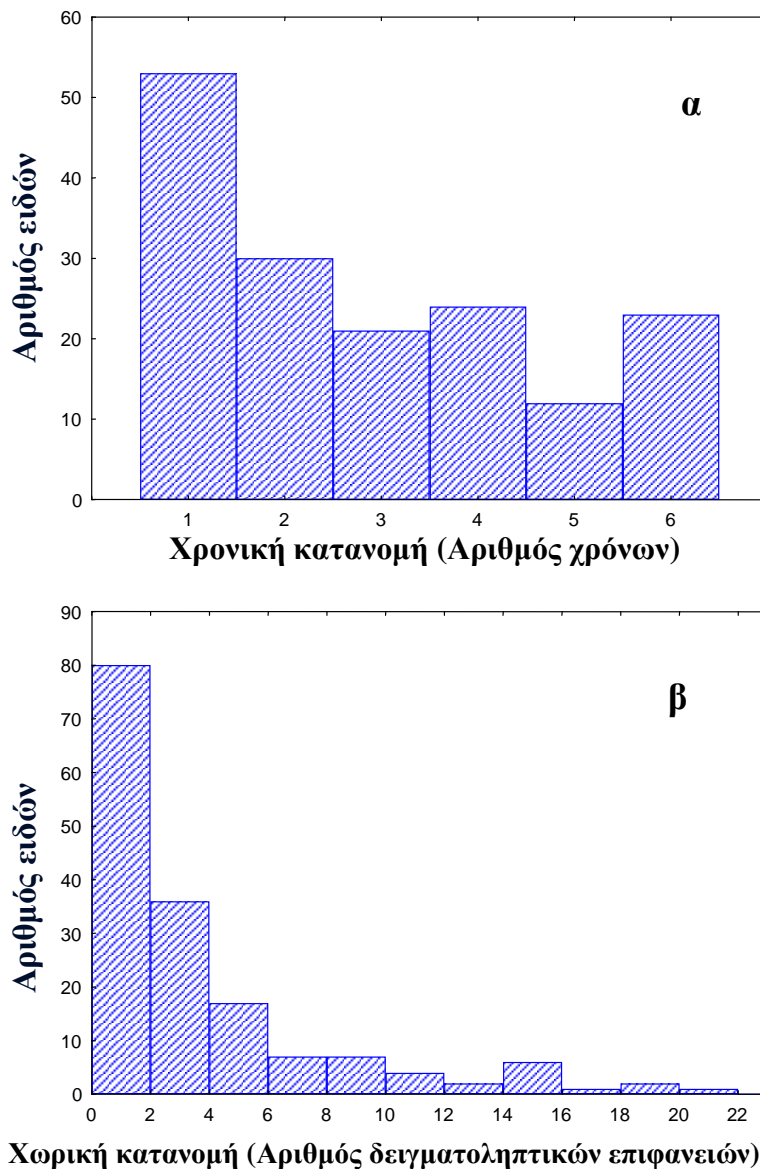 60
α
50
40
30
20
10
0
Αριθμός ειδών
1 2 3 4 5 6
Χρονική κατανομή (Αριθμός χρόνων)
90
80
β
70
60
50
40
30
20
10
0
Αριθμός ειδών
0 2 4 6 8 10 12 14 16 18 20 22
Χωρική κατανομή (Αριθμός δειγματοληπτικών επιφανειών)